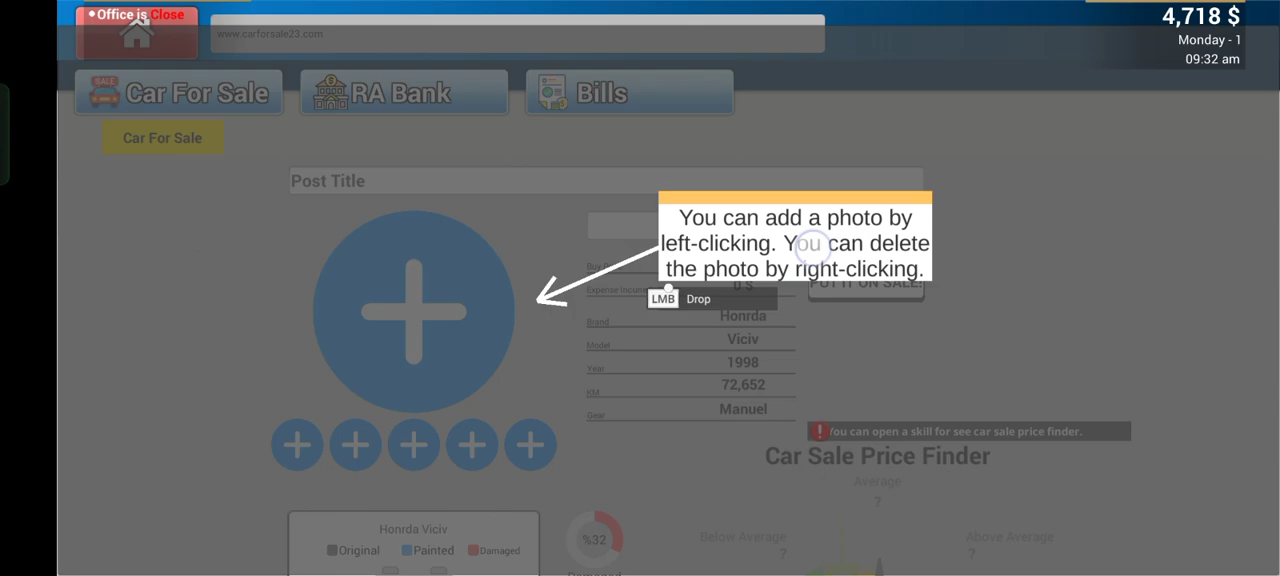 Office is Close
www.carforsale23.com
4,718 $
Monday - 1
09:32 am
SALE
Car For Sale
RA Bank
Bills
Car For Sale
Post Title
You can add a photo by
left-clicking. You can delete
the photo by right-clicking.
LMB Drop
0 $
PUT IT ON SALE!
Brand Honrda
Model Viciv
Year 1998
KM 72,652
Gear Manuel
You can open a skill for see car sale price finder.
Car Sale Price Finder
Average
?
Below Average
?
Above Average
?
Honrda Viciv
Original Painted Damaged
%32